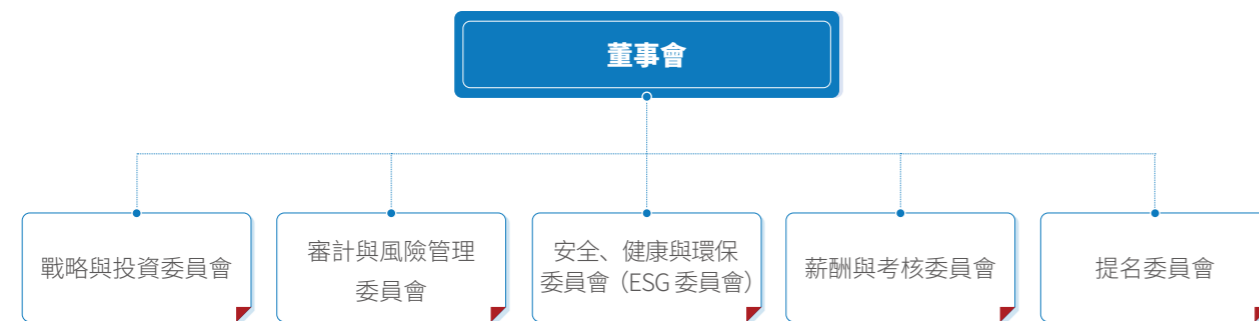 董事會
戰略與投資委員會
審計與風險管理
委員會
安全、健康與環保
委員會（ESG 委員會）
薪酬與考核委員會
提名委員會